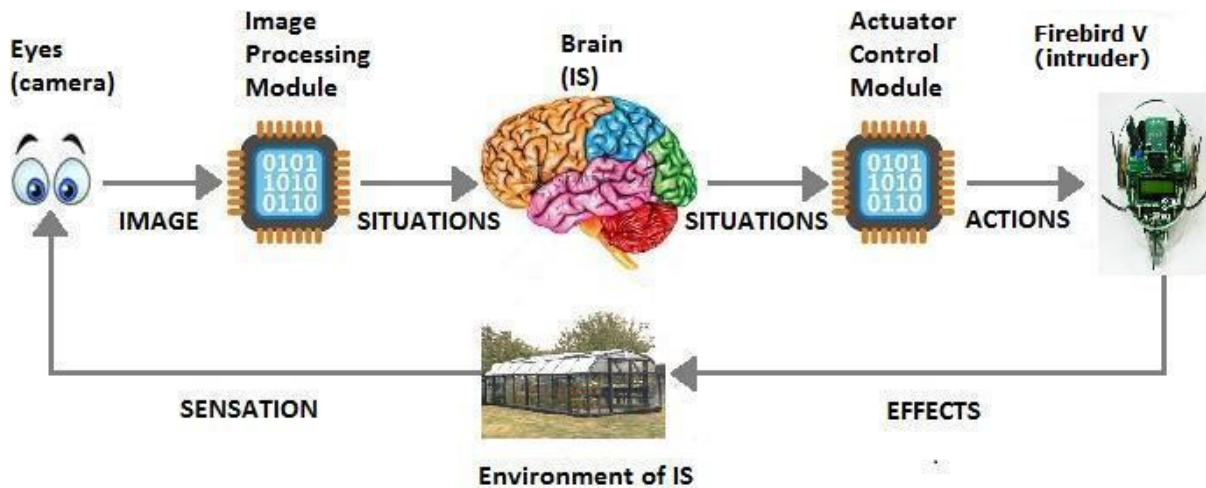 Eyes
(camera)
Image
Processing
Module
Brain
(IS)
Actuator
Control
Module
Firebird V
(intruder)
0101
1010
0110
0101
1010
0110
IMAGE
SITUATIONS
SITUATIONS
ACTIONS
SENSATION
EFFECTS
Environment of IS